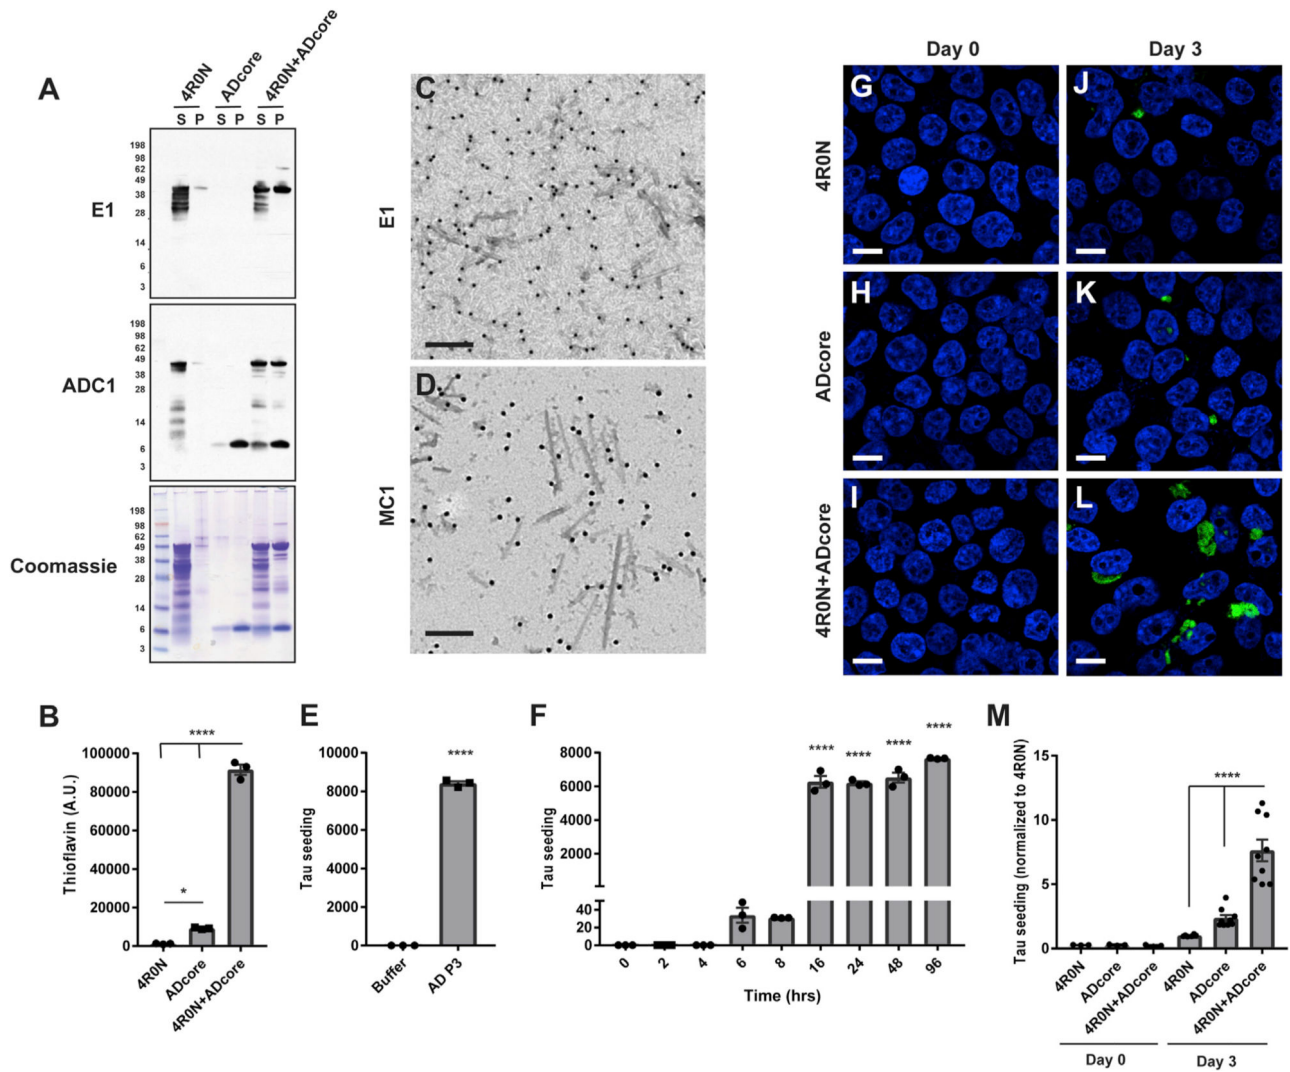 A
4R0N
ADcore
4R0N+ADcore
S P S P S P
E1
198
98
62
49
38
28
14
6
3
ADC1
198
98
62
49
38
28
14
6
3
Coomassie
198
98
62
49
38
28
14
6
3
C
E1
D
MC1
Day 0
Day 3
4R0N
G
J
ADcore
H
K
4R0N+ADcore
I
L
B
Thioflavin (A.U.)
100000
80000
60000
40000
20000
0
****
*
4R0N
ADcore
4R0N+ADcore
E
Tau seeding
10000
8000
6000
4000
2000
0
****
Buffer
AD P3
F
Tau seeding
8000
6000
4000
2000
40
20
0
**** **** **** ****
0 2 4 6 8 16 24 48 96
Time (hrs)
M
Tau seeding (normalized to 4R0N)
15
10
5
0
****
4R0N
ADcore
4R0N+ADcore
4R0N
ADcore
4R0N+ADcore
Day 0
Day 3